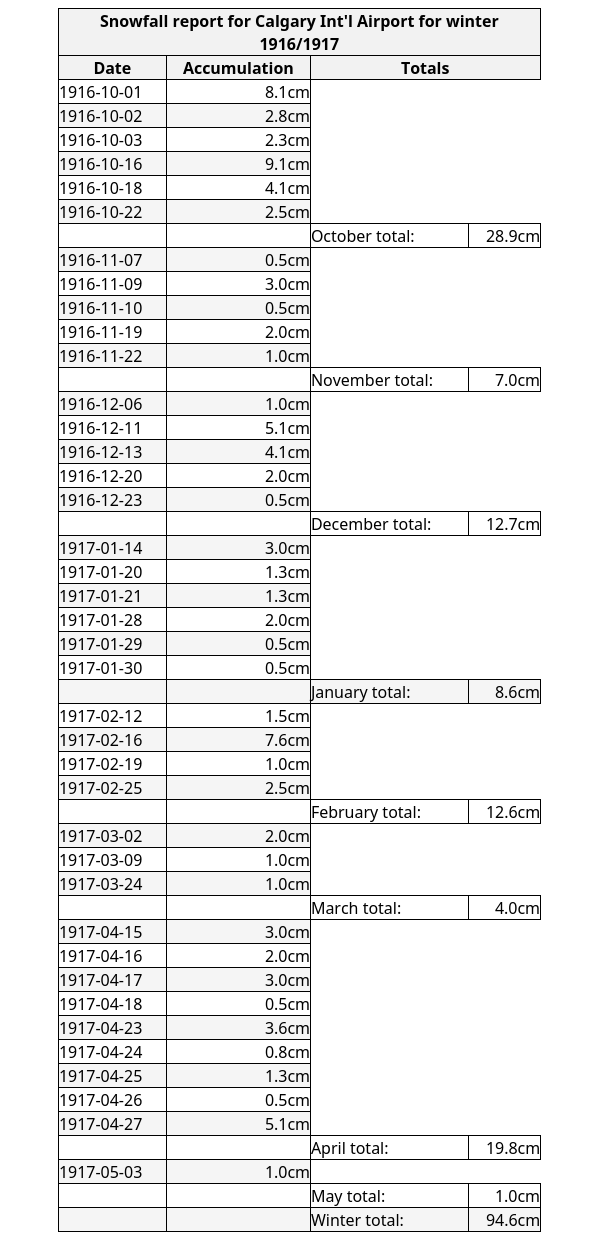 Snowfall report for Calgary Int'l Airport for winter
1916/1917
Date Accumulation Totals
1916-10-01 8.1cm
1916-10-02 2.8cm
1916-10-03 2.3cm
1916-10-16 9.1cm
1916-10-18 4.1cm
1916-10-22 2.5cm
October total: 28.9cm
1916-11-07 0.5cm
1916-11-09 3.0cm
1916-11-10 0.5cm
1916-11-19 2.0cm
1916-11-22 1.0cm
November total: 7.0cm
1916-12-06 1.0cm
1916-12-11 5.1cm
1916-12-13 4.1cm
1916-12-20 2.0cm
1916-12-23 0.5cm
December total: 12.7cm
1917-01-14 3.0cm
1917-01-20 1.3cm
1917-01-21 1.3cm
1917-01-28 2.0cm
1917-01-29 0.5cm
1917-01-30 0.5cm
January total: 8.6cm
1917-02-12 1.5cm
1917-02-16 7.6cm
1917-02-19 1.0cm
1917-02-25 2.5cm
February total: 12.6cm
1917-03-02 2.0cm
1917-03-09 1.0cm
1917-03-24 1.0cm
March total: 4.0cm
1917-04-15 3.0cm
1917-04-16 2.0cm
1917-04-17 3.0cm
1917-04-18 0.5cm
1917-04-23 3.6cm
1917-04-24 0.8cm
1917-04-25 1.3cm
1917-04-26 0.5cm
1917-04-27 5.1cm
April total: 19.8cm
1917-05-03 1.0cm
May total: 1.0cm
Winter total: 94.6cm